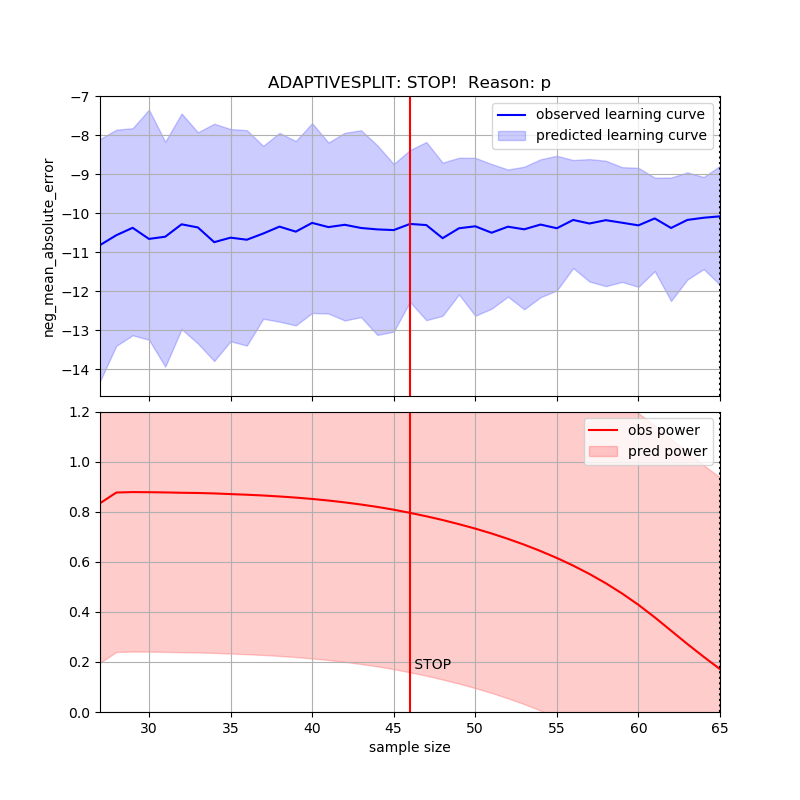 ADAPTIVESPLIT: STOP!  Reason: p
−7
−8
−9
−10
−11
−12
−13
−14
neg_mean_absolute_error
observed learning curve
predicted learning curve
1.2
1.0
0.8
0.6
0.4
0.2
0.0
obs power
pred power
STOP
30
35
40
45
50
55
60
65
sample size